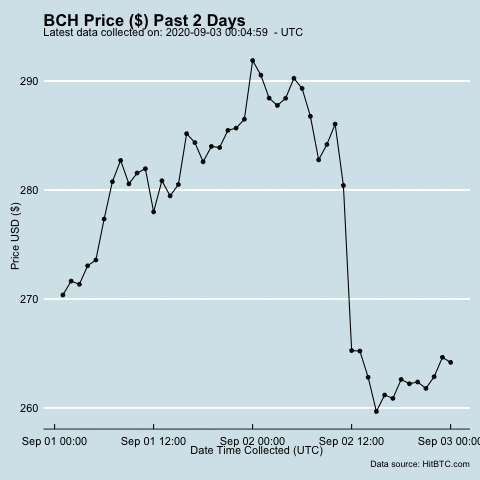 BCH Price ($) Past 2 Days
Latest data collected on: 2020-09-03 00:04:59 - UTC
290
280
270
260
Price USD ($)
Sep 01 00:00 Sep 01 12:00 Sep 02 00:00 Sep 02 12:00 Sep 03 00:00
Date Time Collected (UTC)
Data source: HitBTC.com